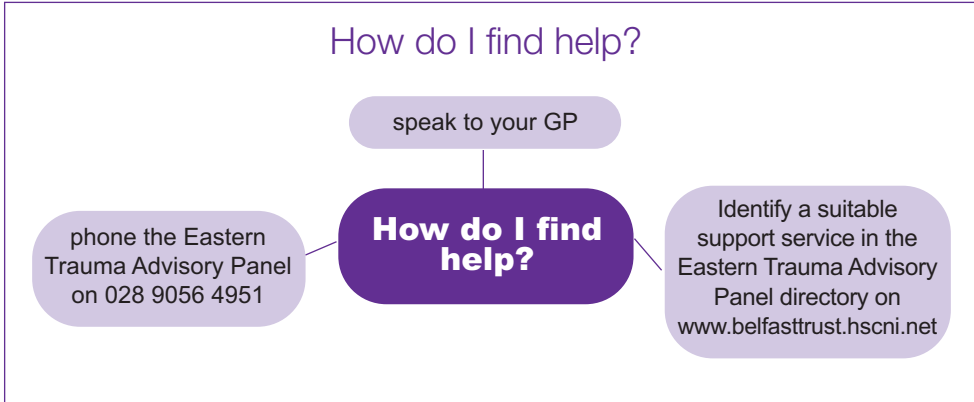 How do I find help?
speak to your GP
How do I find
help?
phone the Eastern
Trauma Advisory Panel
on 028 9056 4951
Identify a suitable
support service in the
Eastern Trauma Advisory
Panel directory on
www.belfasttrust.hscni.net